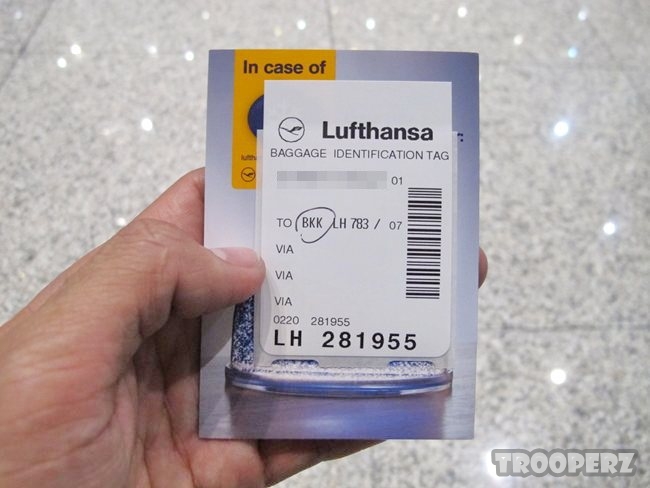 In case of
lufth
Lufthansa
BAGGAGE IDENTIFICATION TAG
01
TO BKK LH 783 / 07
VIA
VIA
VIA
0220 281955
LH 281955
TROOPERZ